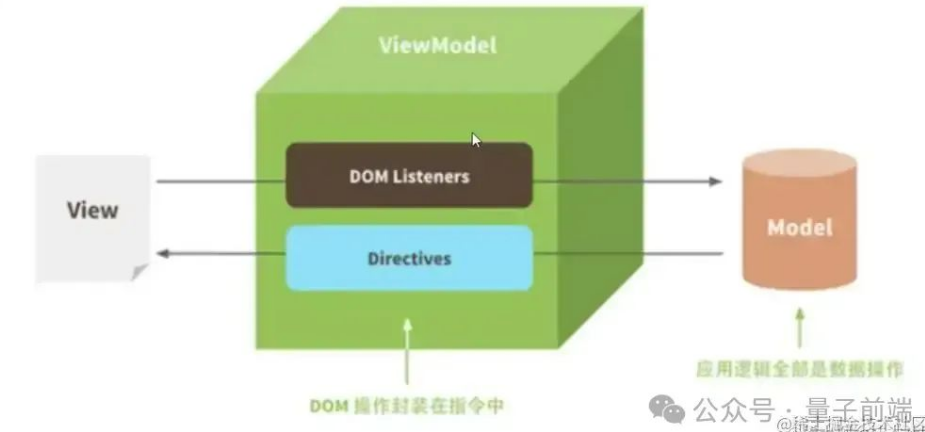 ViewModel
DOM Listeners
View
Model
Directives
应用逻辑全部是数据操作
DOM 操作封装在指令中
公众号 · 量子前端
@稀土掘金技术社区